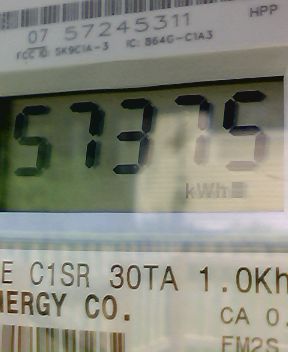 HPP
07 57245311
FCC ID: SK9C1A-3 IC: 864G-C1A3
57375
kWh
E C1SR 30TA 1.0Kh
NERGY CO.
CA 0.
FM2S